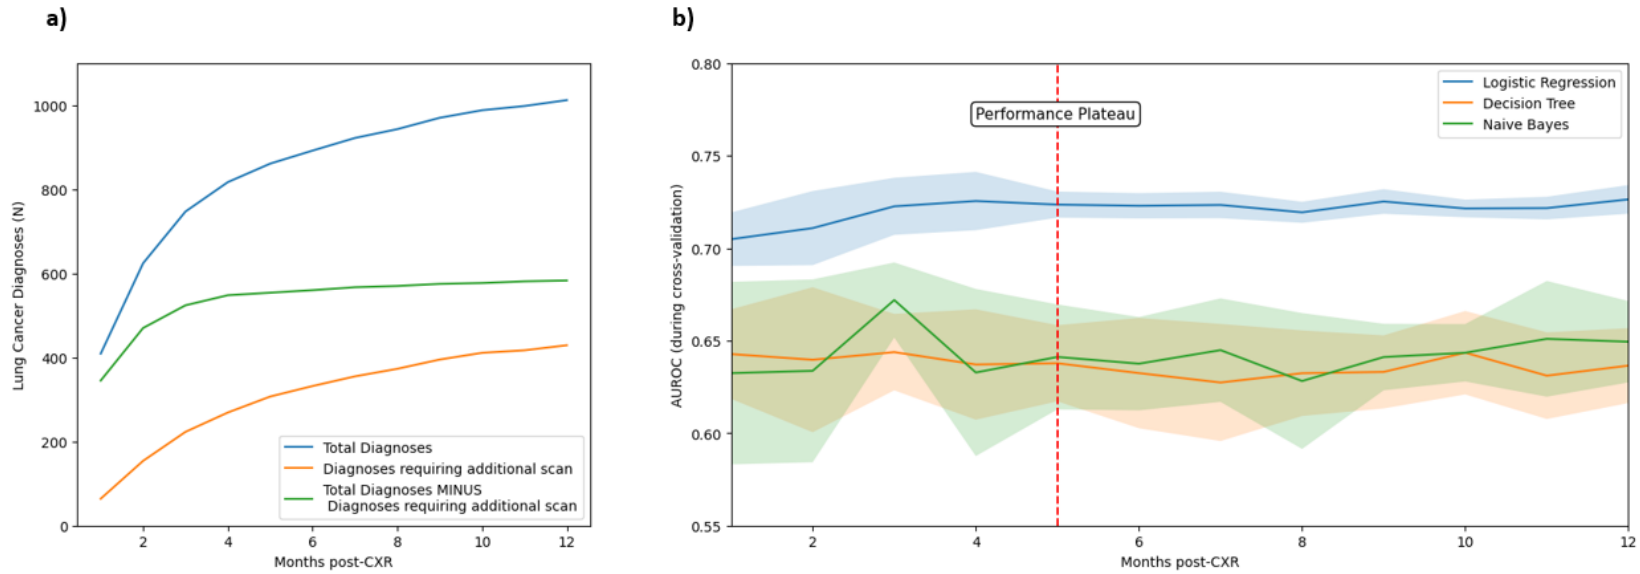 a)
1000
800
600
400
200
0
Lung Cancer Diagnoses (N)
Total Diagnoses
Diagnoses requiring additional scan
Total Diagnoses MINUS
Diagnoses requiring additional scan
2 4 6 8 10 12
Months post-CXR
b)
0.80
0.75
0.70
0.65
0.60
0.55
AUROC (during cross-validation)
Performance Plateau
Logistic Regression
Decision Tree
Naive Bayes
2 4 6 8 10 12
Months post-CXR